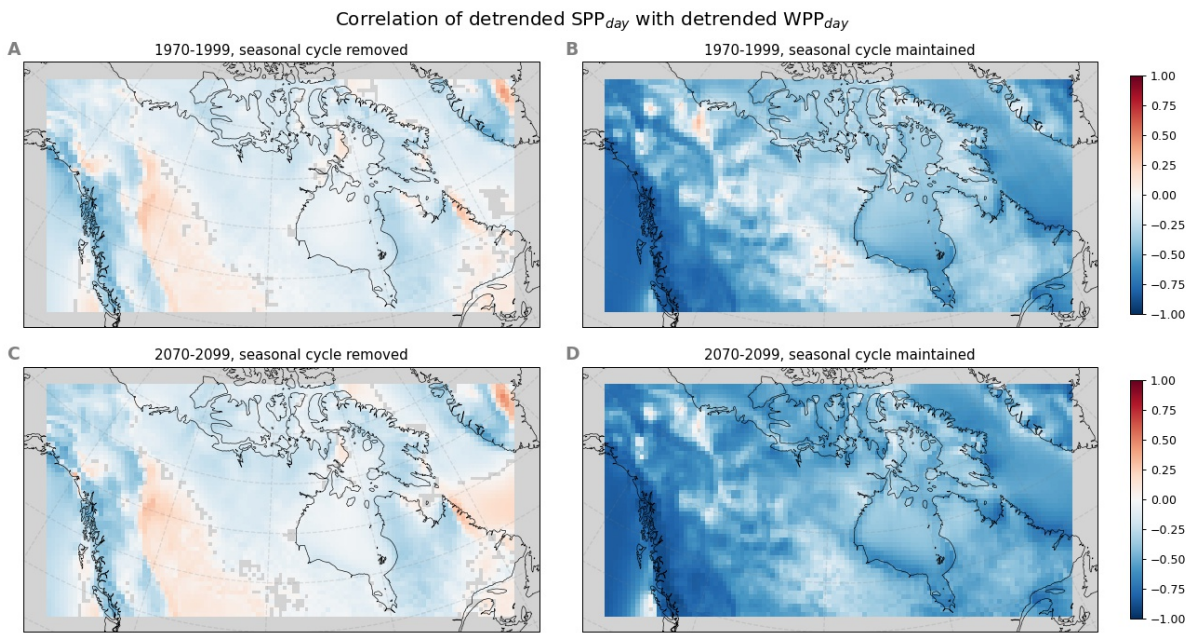 Correlation of detrended SPP_day with detrended WPP_day
A
1970-1999, seasonal cycle removed
B
1970-1999, seasonal cycle maintained
1.00
0.75
0.50
0.25
0.00
−0.25
−0.50
−0.75
−1.00
C
2070-2099, seasonal cycle removed
D
2070-2099, seasonal cycle maintained
1.00
0.75
0.50
0.25
0.00
−0.25
−0.50
−0.75
−1.00